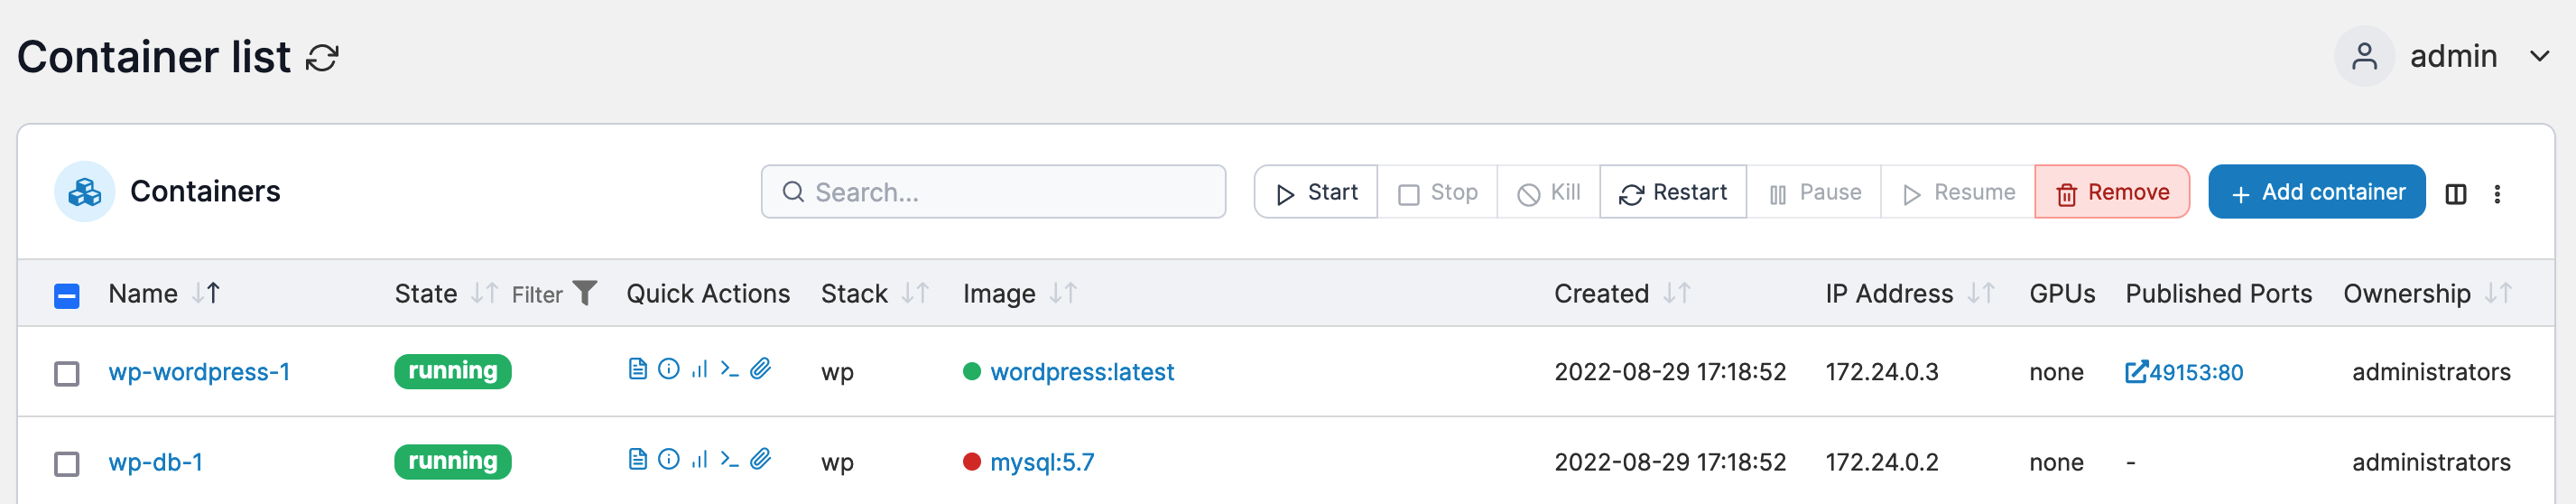 Container list
admin
Containers
Search...
Start Stop Kill Restart Pause Resume Remove
Add container
Name State Filter Quick Actions Stack Image Created IP Address GPUs Published Ports Ownership
wp-wordpress-1 running wp wordpress:latest 2022-08-29 17:18:52 172.24.0.3 none 49153:80 administrators
wp-db-1 running wp mysql:5.7 2022-08-29 17:18:52 172.24.0.2 none - administrators